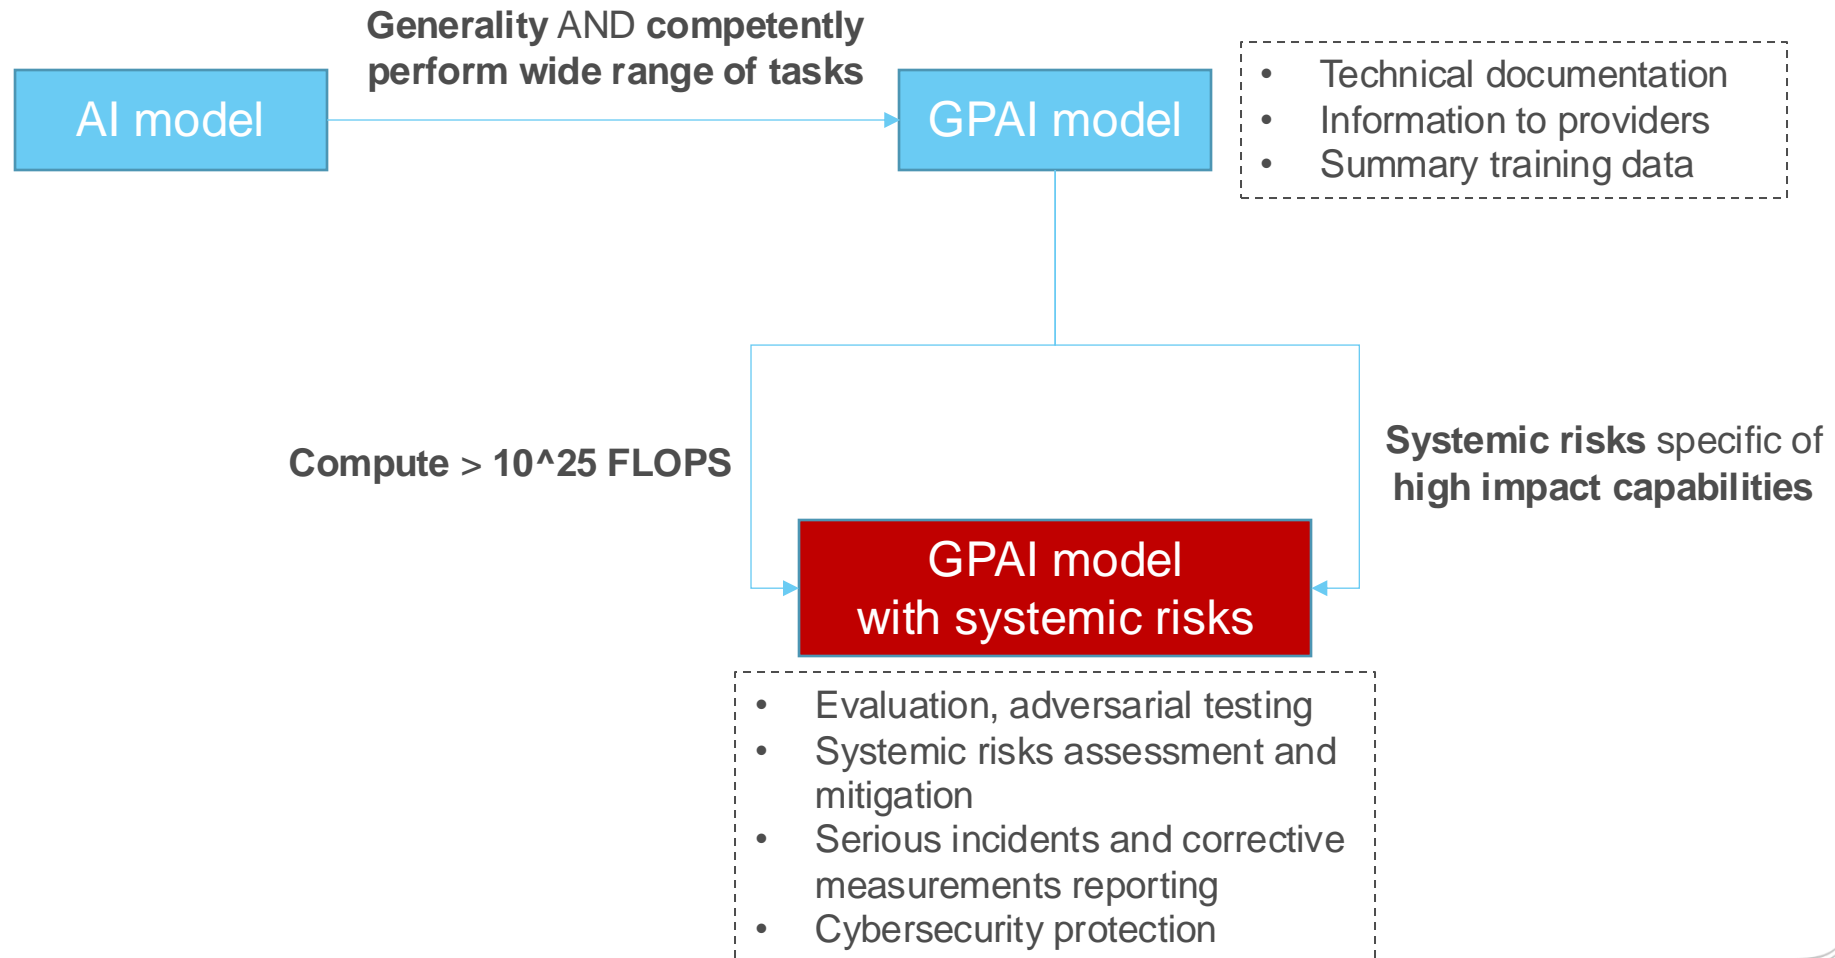 Generality AND competently
perform wide range of tasks
AI model
GPAI model
• Technical documentation
• Information to providers
• Summary training data
Compute > 10^25 FLOPS
Systemic risks specific of
high impact capabilities
GPAI model
with systemic risks
• Evaluation, adversarial testing
• Systemic risks assessment and
mitigation
• Serious incidents and corrective
measurements reporting
• Cybersecurity protection